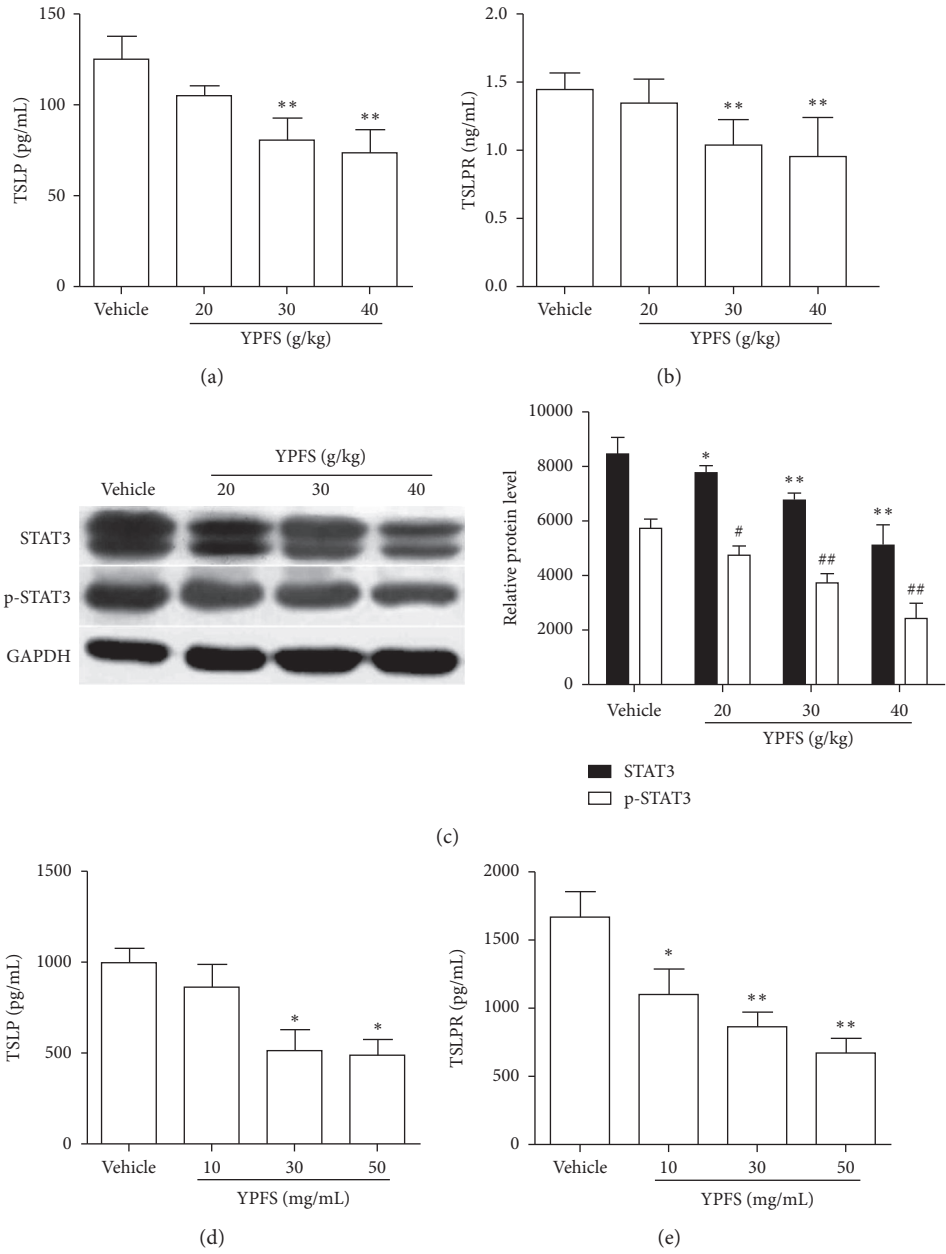 150
100
50
0
TSLP (pg/mL)
**
**
Vehicle
20
30
40
YPFS (g/kg)
(a)
2.0
1.5
1.0
0.5
0.0
TSLPR (ng/mL)
**
**
Vehicle
20
30
40
YPFS (g/kg)
(b)
YPFS (g/kg)
Vehicle
20
30
40
STAT3
p-STAT3
GAPDH
10000
8000
6000
4000
2000
0
Relative protein level
*
#
**
##
**
##
Vehicle
20
30
40
YPFS (g/kg)
STAT3
p-STAT3
(c)
1500
1000
500
0
TSLP (pg/mL)
*
*
Vehicle
10
30
50
YPFS (mg/mL)
(d)
2000
1500
1000
500
0
TSLPR (pg/mL)
*
**
**
Vehicle
10
30
50
YPFS (mg/mL)
(e)